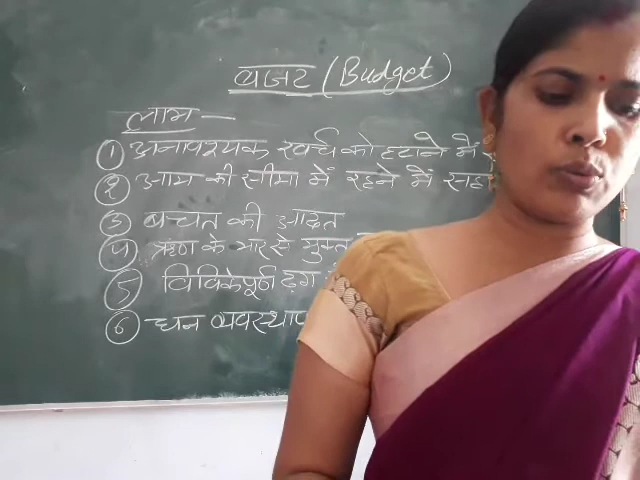 बजट (Budget)
लाभ —
① अनावश्यक खर्च को हटाने में
② आय की सीमा में रहने में सहा
③ बचत की आदत
④ ऋण के भार से मुक्त
⑤ विविकेपूर्ण ढ़ग
⑥ धन व्यवस्थाप